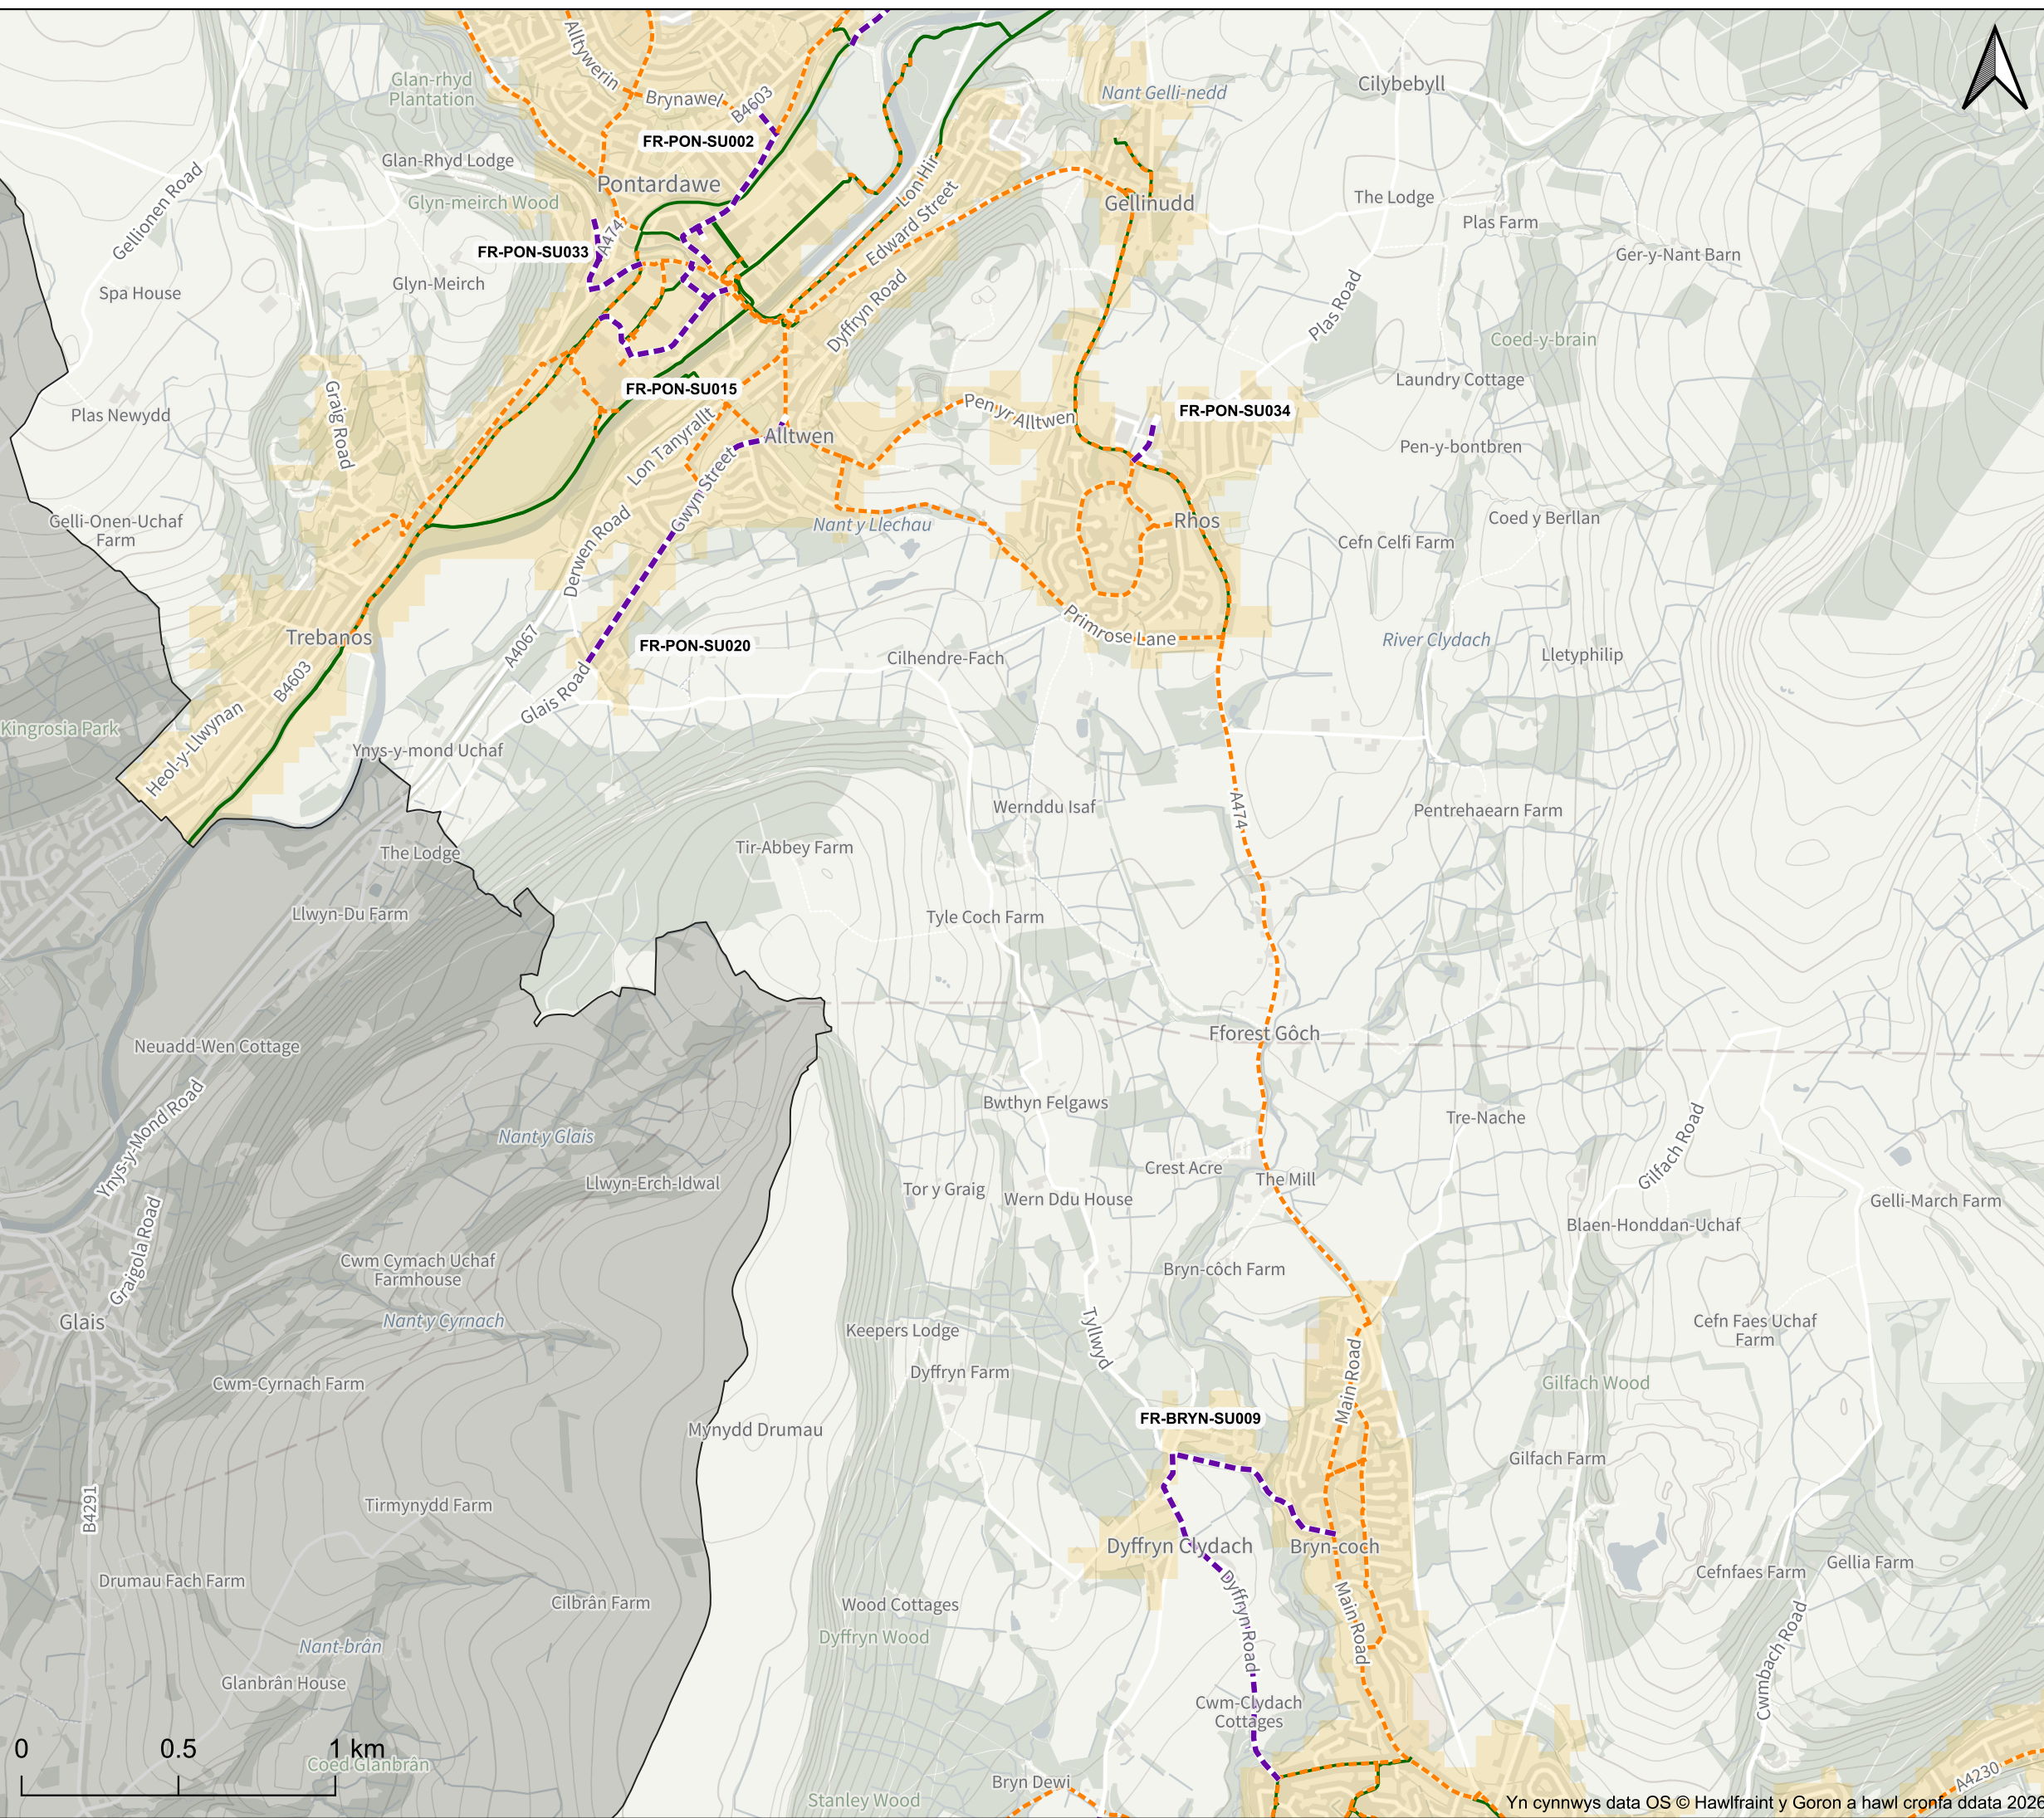 Alltywerin
Brynawel
B4603
Glan-rhyd
Plantation
Nant Gelli-nedd
Cilybebyll
FR-PON-SU002
Glan-Rhyd Lodge
Pontardawe
Gellionen Road
Glyn-meirch Wood
Lon Hir
Edward Street
Gellinudd
The Lodge
Plas Farm
A474
FR-PON-SU033
Ger-y-Nant Barn
Spa House
Glyn-Meirch
Dyffryn Road
Plas Road
Coed-y-brain
FR-PON-SU015
Laundry Cottage
Plas Newydd
Graig Road
Pen yr Alltwen
FR-PON-SU034
Lon Tanyrallt
Alltwen
Pen-y-bontbren
Gwyn Street
Gelli-Onen-Uchaf
Farm
Derwen Road
Nant y Llechau
Rhos
Coed y Berllan
Cefn Celfi Farm
Trebanos
A4067
FR-PON-SU020
Primrose Lane
River Clydach
Cilhendre-Fach
Lletyphilip
B4603
Glais Road
Kingrosia Park
Heol-y-Llwynan
Ynys-y-mond Uchaf
Wernddu Isaf
A474
Pentrehaearn Farm
The Lodge
Tir-Abbey Farm
Llwyn-Du Farm
Tyle Coch Farm
Fforest Gôch
Neuadd-Wen Cottage
Ynys-y-Mond Road
Bwthyn Felgaws
Tre-Nache
Gilfach Road
Nant y Glais
Crest Acre
The Mill
Llwyn-Erch-Idwal
Tor y Graig
Wern Ddu House
Gelli-March Farm
Graigola Road
Blaen-Honddan-Uchaf
Cwm Cymach Uchaf
Farmhouse
Bryn-côch Farm
Glais
Nant y Cyrnach
Keepers Lodge
Tyllwyd
Cefn Faes Uchaf
Farm
Main Road
Dyffryn Farm
Cwm-Cyrnach Farm
Gilfach Wood
FR-BRYN-SU009
Mynydd Drumau
Gilfach Farm
B4291
Tirmynydd Farm
Dyffryn Clydach
Bryn-coch
Gellia Farm
Cefnfaes Farm
Drumau Fach Farm
Cilbrân Farm
Wood Cottages
Dyffryn Road
Main Road
Dyffryn Wood
Nant-brân
Cwmbach Road
Glanbrân House
Cwm-Clydach
Cottages
0 0.5 1 km
Coed Glanbrân
Bryn Dewi
A4230
Stanley Wood
Yn cynnwys data OS © Hawlfraint y Goron a hawl cronfa ddata 2026